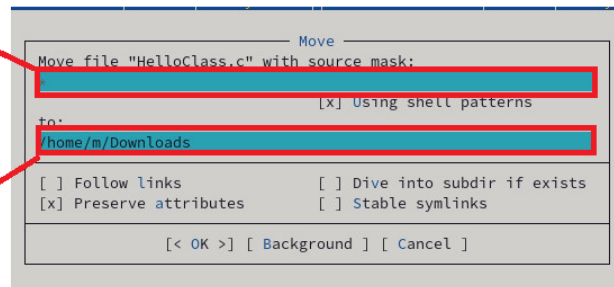 Move
Move file "HelloClass.c" with source mask:
*
[x] Using shell patterns
to:
/home/m/Downloads
[ ] Follow links [ ] Dive into subdir if exists
[x] Preserve attributes [ ] Stable symlinks
[< OK >] [ Background ] [ Cancel ]